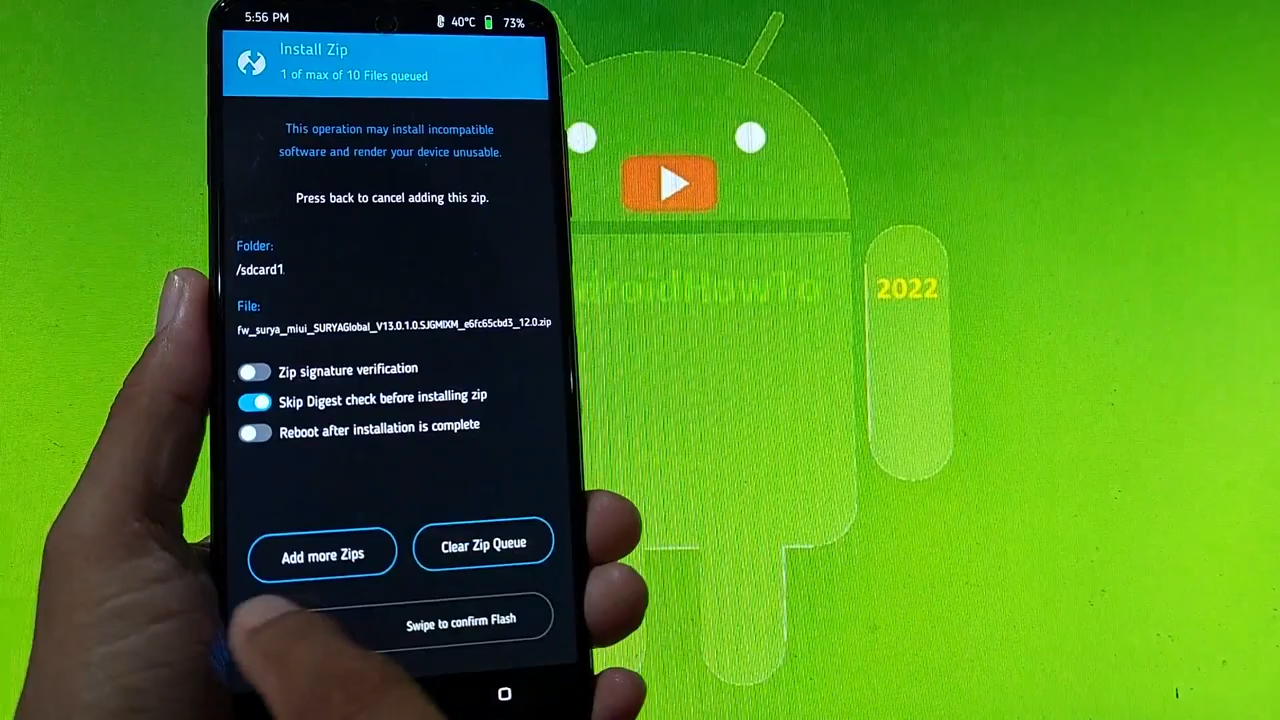 5:56 PM
40°C 73%
Install Zip
1 of max of 10 Files queued
This operation may install incompatible
software and render your device unusable.
Press back to cancel adding this zip.
Folder:
/sdcard1
File:
fw_surya_miui_SURYAGlobal_V13.0.1.0.SJGMIXM_e6fc65cbd3_12.0.zip
Zip signature verification
Skip Digest check before installing zip
Reboot after installation is complete
Add more Zips
Clear Zip Queue
Swipe to confirm Flash
droidHowTo
2022